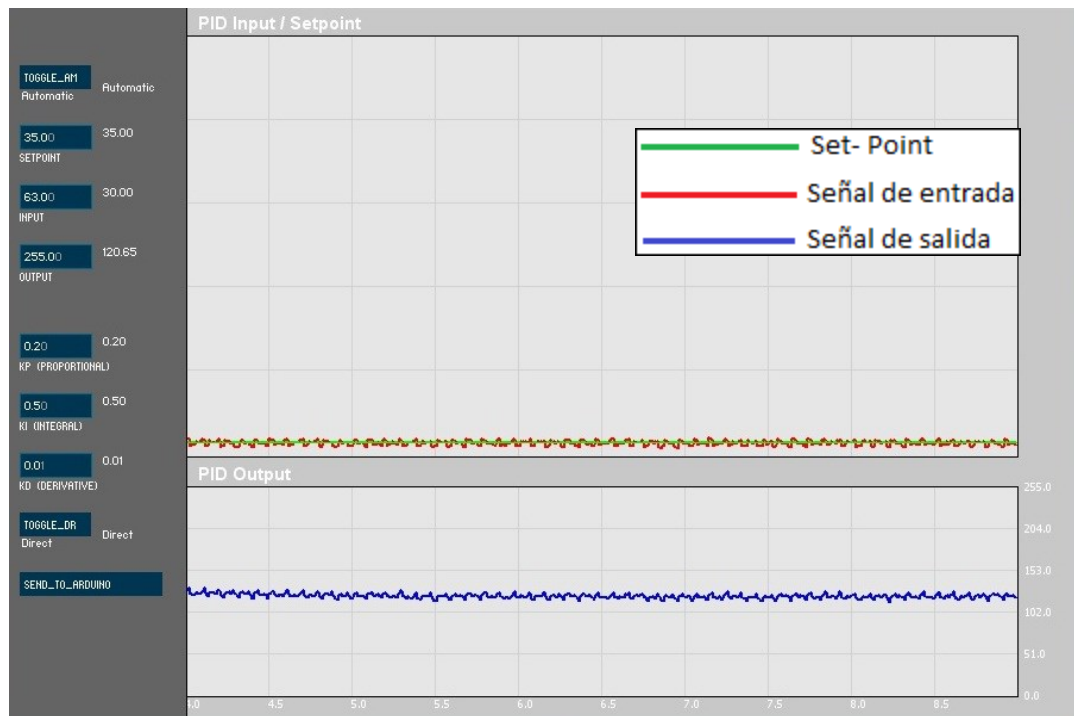 PID Input / Setpoint
TOGGLE_AM
Automatic
Automatic
35.00
35.00
SETPOINT
63.00
30.00
INPUT
255.00
120.65
OUTPUT
0.20
0.20
KP (PROPORTIONAL)
0.50
0.50
KI (INTEGRAL)
0.01
0.01
KD (DERIVATIVE)
TOGGLE_DR
Direct
Direct
SEND_TO_ARDUINO
Set- Point
Señal de entrada
Señal de salida
PID Output
255.0
204.0
153.0
102.0
51.0
0.0
4.0 4.5 5.0 5.5 6.0 6.5 7.0 7.5 8.0 8.5